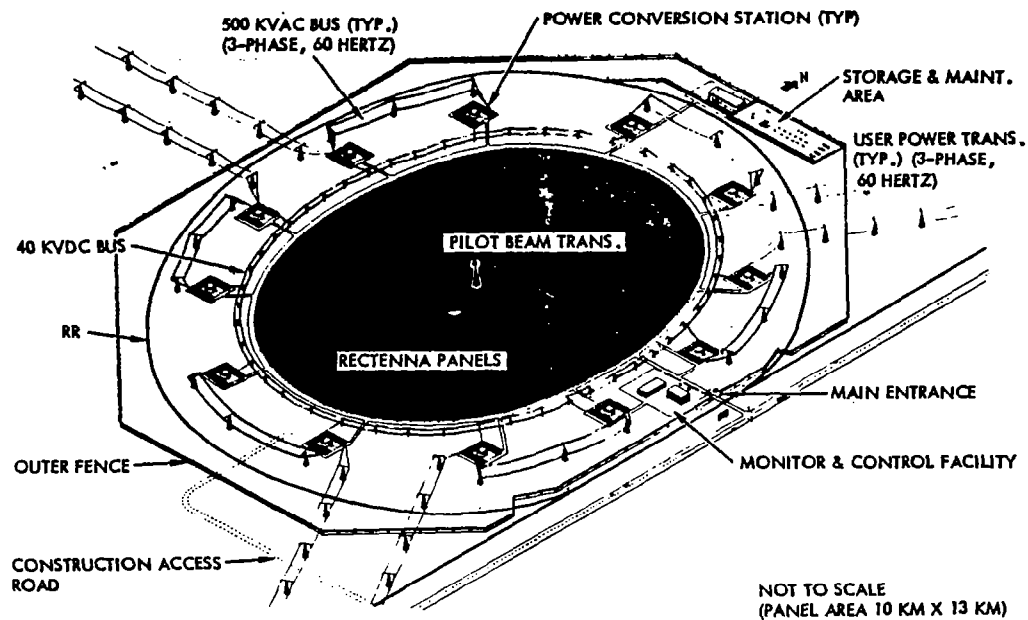 500 KVAC BUS (TYP.)
(3-PHASE, 60 HERTZ)
POWER CONVERSION STATION (TYP)
N
STORAGE & MAINT.
AREA
USER POWER TRANS.
(TYP.) (3-PHASE,
60 HERTZ)
40 KVDC BUS
PILOT BEAM TRANS.
RR
RECTENNA PANELS
MAIN ENTRANCE
OUTER FENCE
MONITOR & CONTROL FACILITY
CONSTRUCTION ACCESS
ROAD
NOT TO SCALE
(PANEL AREA 10 KM X 13 KM)